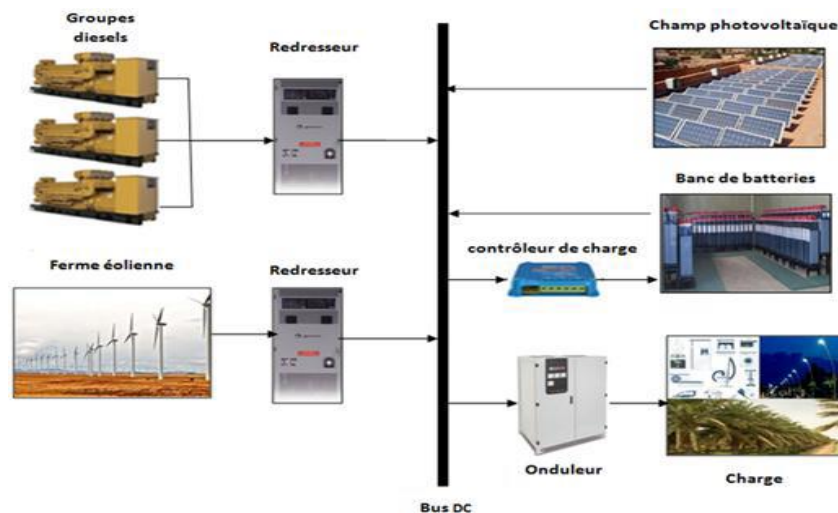 Groupes
diesels
Redresseur
Champ photovoltaïque
Banc de batteries
contrôleur de charge
Ferme éolienne
Redresseur
Onduleur
Charge
Bus DC